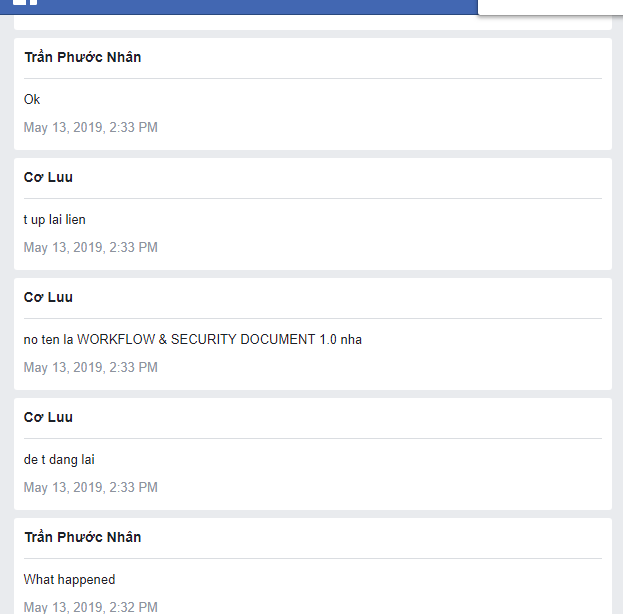 Trần Phước Nhân
Ok
May 13, 2019, 2:33 PM
Cơ Luu
t up lai lien
May 13, 2019, 2:33 PM
Cơ Luu
no ten la WORKFLOW & SECURITY DOCUMENT 1.0 nha
May 13, 2019, 2:33 PM
Cơ Luu
de t dang lai
May 13, 2019, 2:33 PM
Trần Phước Nhân
What happened
May 13, 2019, 2:32 PM